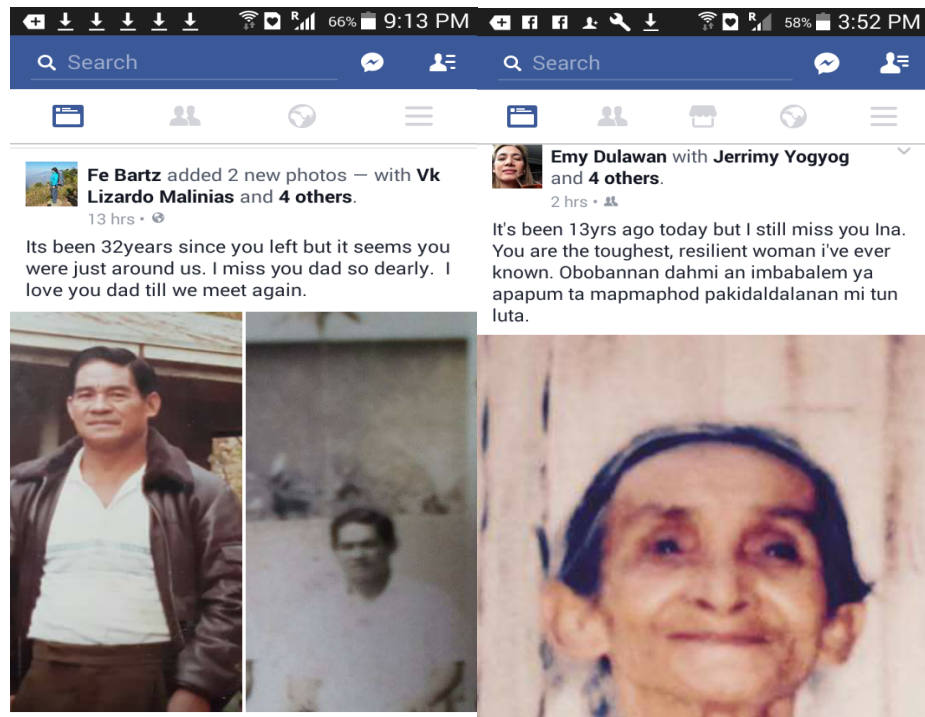 66% 9:13 PM
Search
Fe Bartz added 2 new photos — with Vk
Lizardo Malinias and 4 others.
13 hrs •
Its been 32years since you left but it seems you
were just around us. I miss you dad so dearly. I
love you dad till we meet again.
R 58% 3:52 PM
Search
Emy Dulawan with Jerrimy Yogyog
and 4 others.
2 hrs •
It's been 13yrs ago today but I still miss you Ina.
You are the toughest, resilient woman i've ever
known. Obobannan dahmi an imbabalem ya
apapum ta mapmaphod pakidaldalanan mi tun
luta.